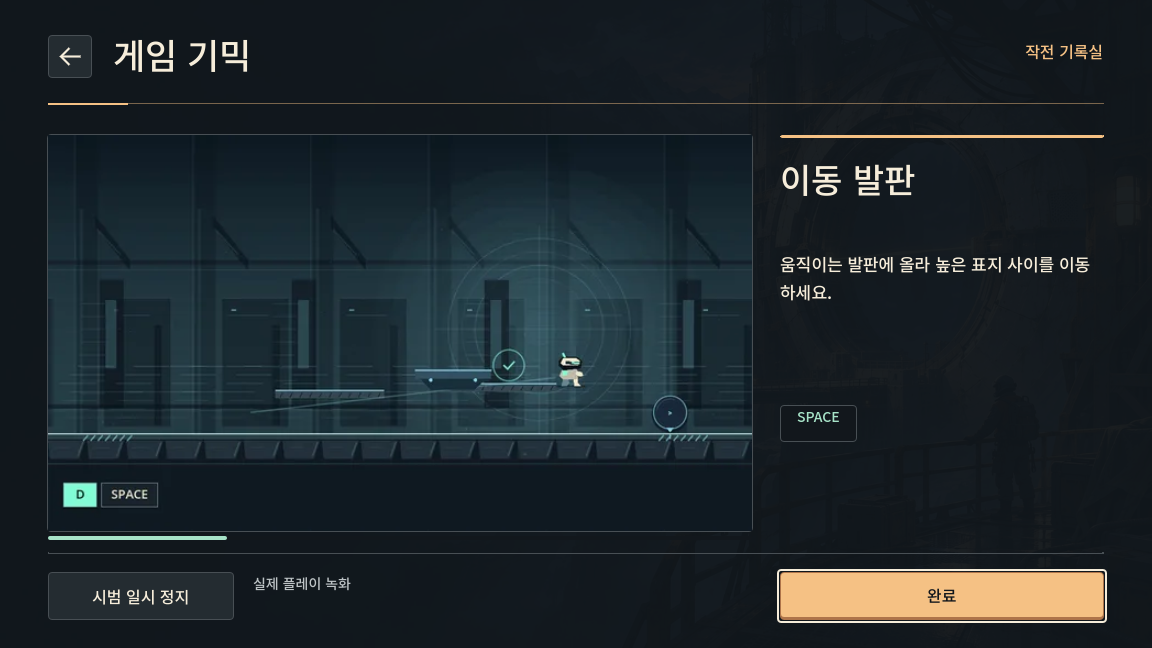 게임 기믹
작전 기록실
이동 발판
움직이는 발판에 올라 높은 표지 사이를 이동
하세요.
SPACE
D
SPACE
시범 일시 정지
실제 플레이 녹화
완료